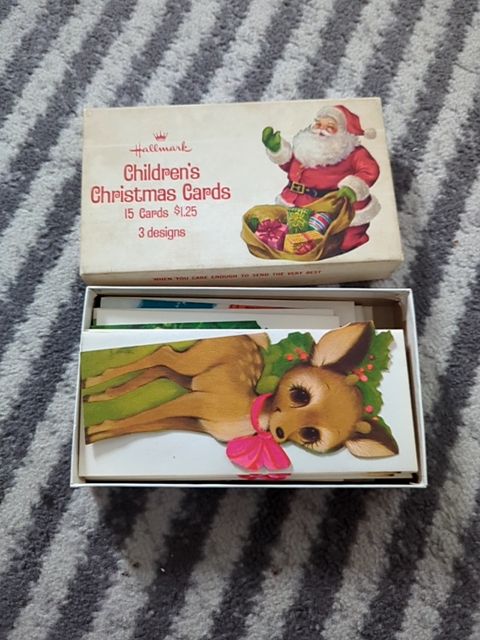 Hallmark
Children's
Christmas Cards
15 Cards $1.25
3 designs
WHEN YOU CARE ENOUGH TO SEND THE VERY BEST